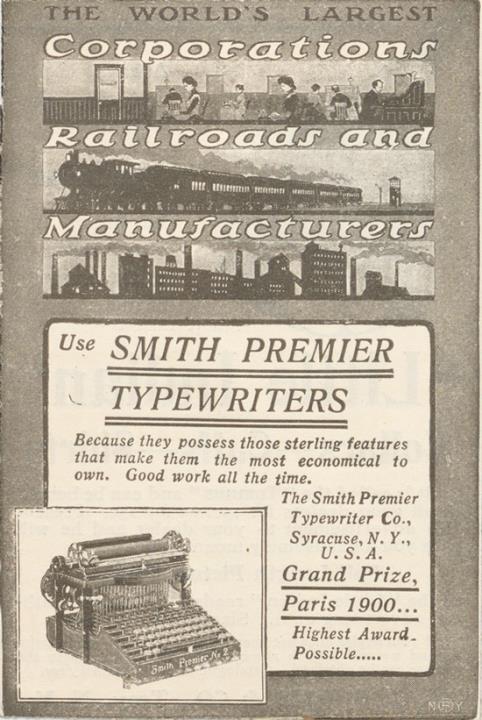 THE WORLD'S LARGEST
Corporations
Railroads and
Manufacturers
Use SMITH PREMIER
TYPEWRITERS
Because they possess those sterling features
that make them the most economical to
own. Good work all the time.
The Smith Premier
Typewriter Co.,
Syracuse, N. Y.,
U. S. A.
Grand Prize,
Paris 1900...
Highest Award
Possible.....
Smith Premier No 2